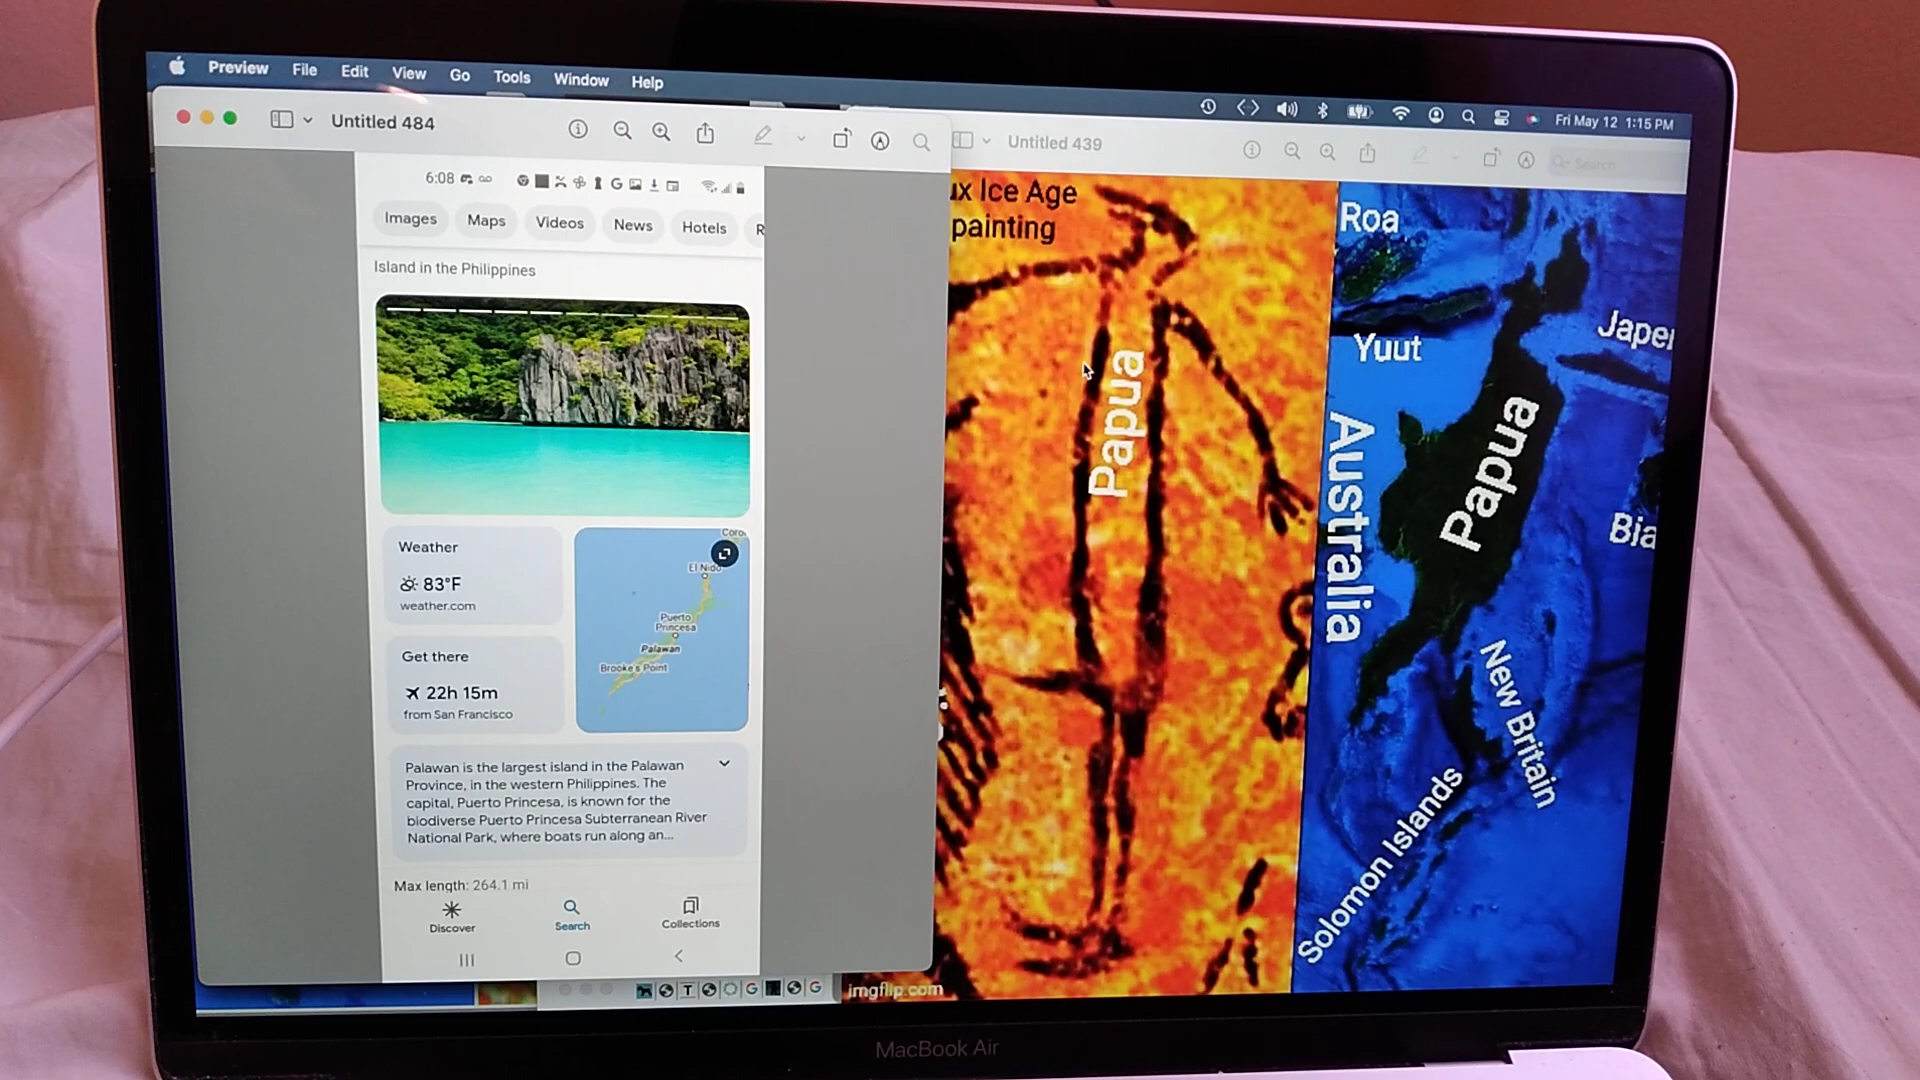 Preview File Edit View Go Tools Window Help
Fri May 12 1:15 PM
Untitled 484
Untitled 439
Search
6:08
Images Maps Videos News Hotels R
Island in the Philippines
Weather
83°F
weather.com
Get there
22h 15m
from San Francisco
Coro
El Nido
Puerto
Princesa
Palawan
Brooke's Point
Palawan is the largest island in the Palawan
Province, in the western Philippines. The
capital, Puerto Princesa, is known for the
biodiverse Puerto Princesa Subterranean River
National Park, where boats run along an...
Max length: 264.1 mi
Discover
Search
Collections
ux Ice Age
painting
Papua
imgflip.com
Roa
Yuut
Japen
Australia
Papua
Bia
New Britain
Solomon Islands
MacBook Air